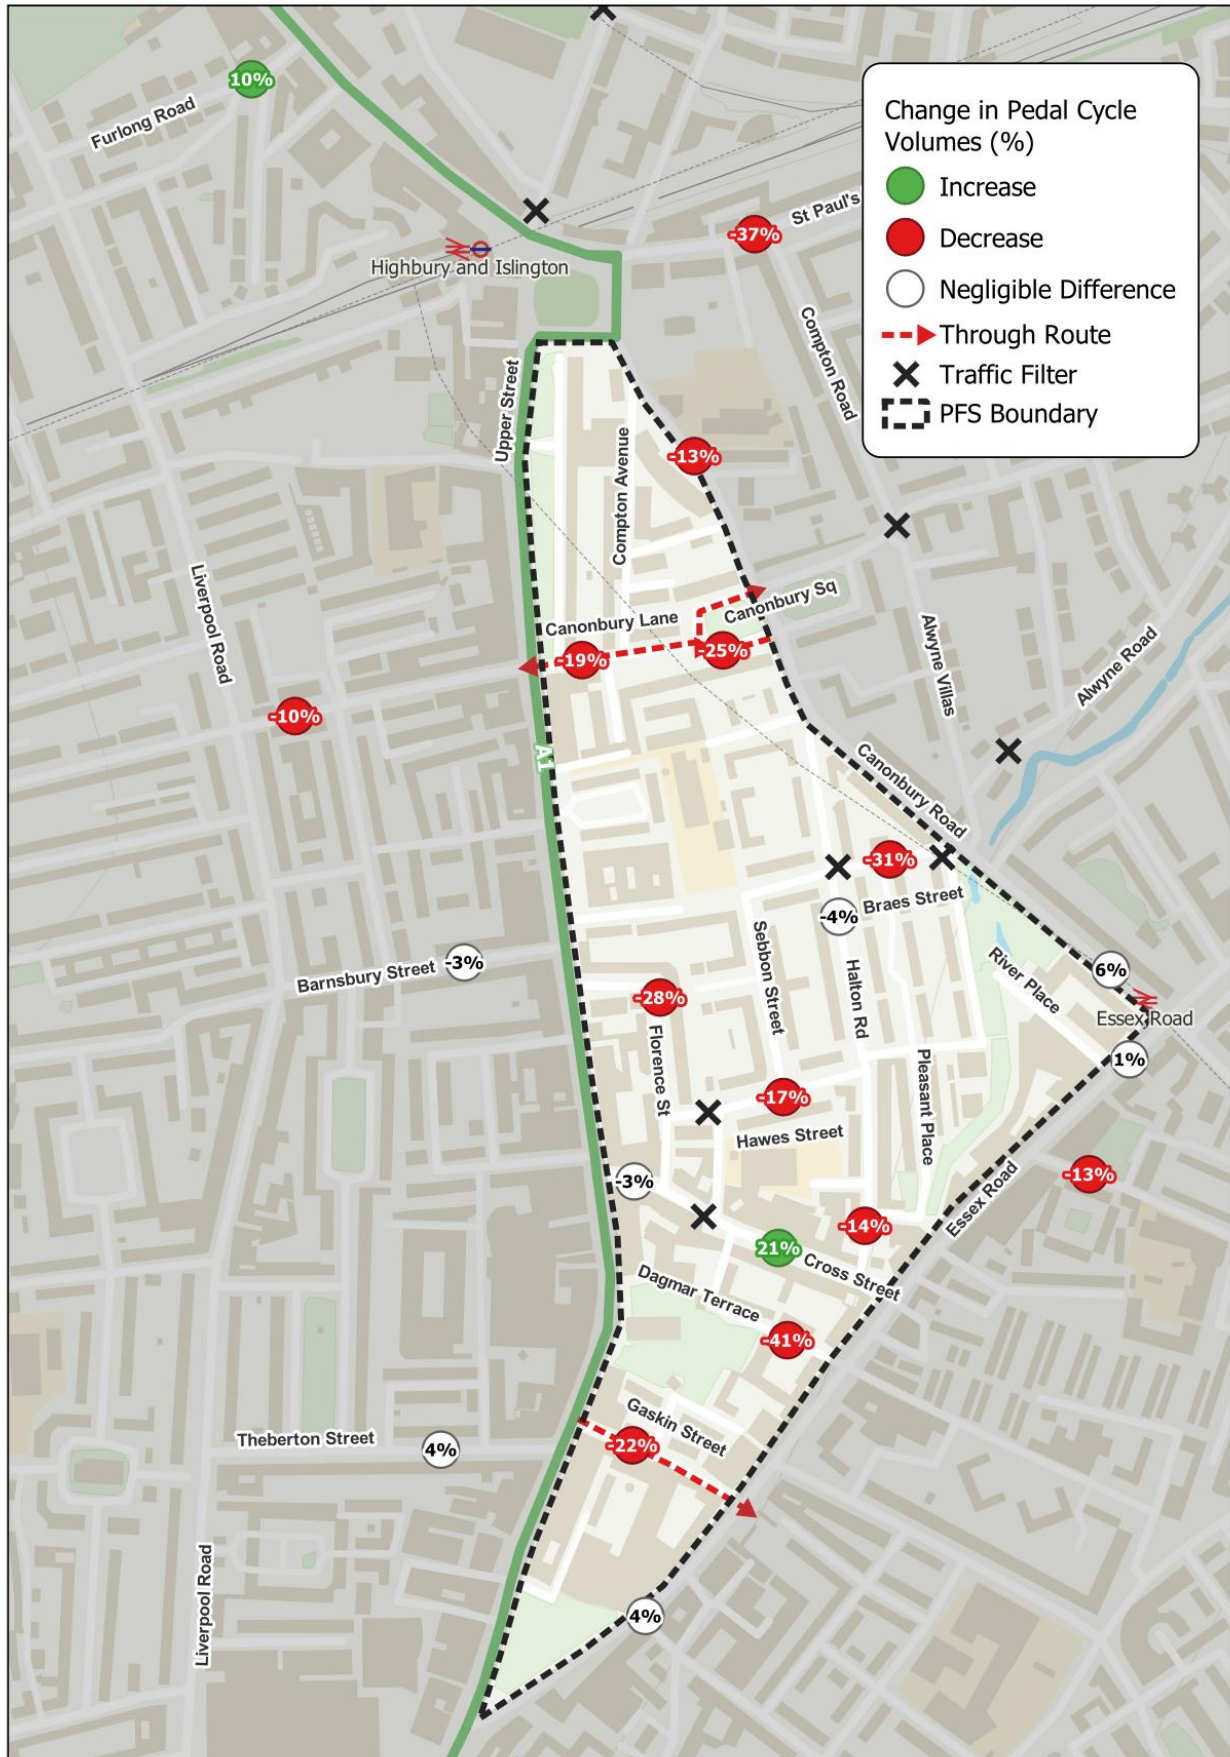 10%
Furlong Road
Change in Pedal Cycle
Volumes (%)
Increase
Decrease
Negligible Difference
Through Route
Traffic Filter
PFS Boundary
St Paul's
-37%
Highbury and Islington
Compton Road
Upper Street
Compton Avenue
-13%
Liverpool Road
Canonbury Lane
Canonbury Sq
-19%
-25%
Alwyne Villas
Alwyne Road
-10%
A1
Canonbury Road
-31%
Braes Street
-4%
Sebbon Street
Halton Rd
River Place
6%
Essex Road
Barnsbury Street
-3%
-28%
Florence St
1%
Pleasant Place
-17%
Hawes Street
-3%
-13%
Essex Road
-14%
21%
Cross Street
Dagmar Terrace
-41%
Gaskin Street
-22%
Theberton Street
4%
Liverpool Road
4%